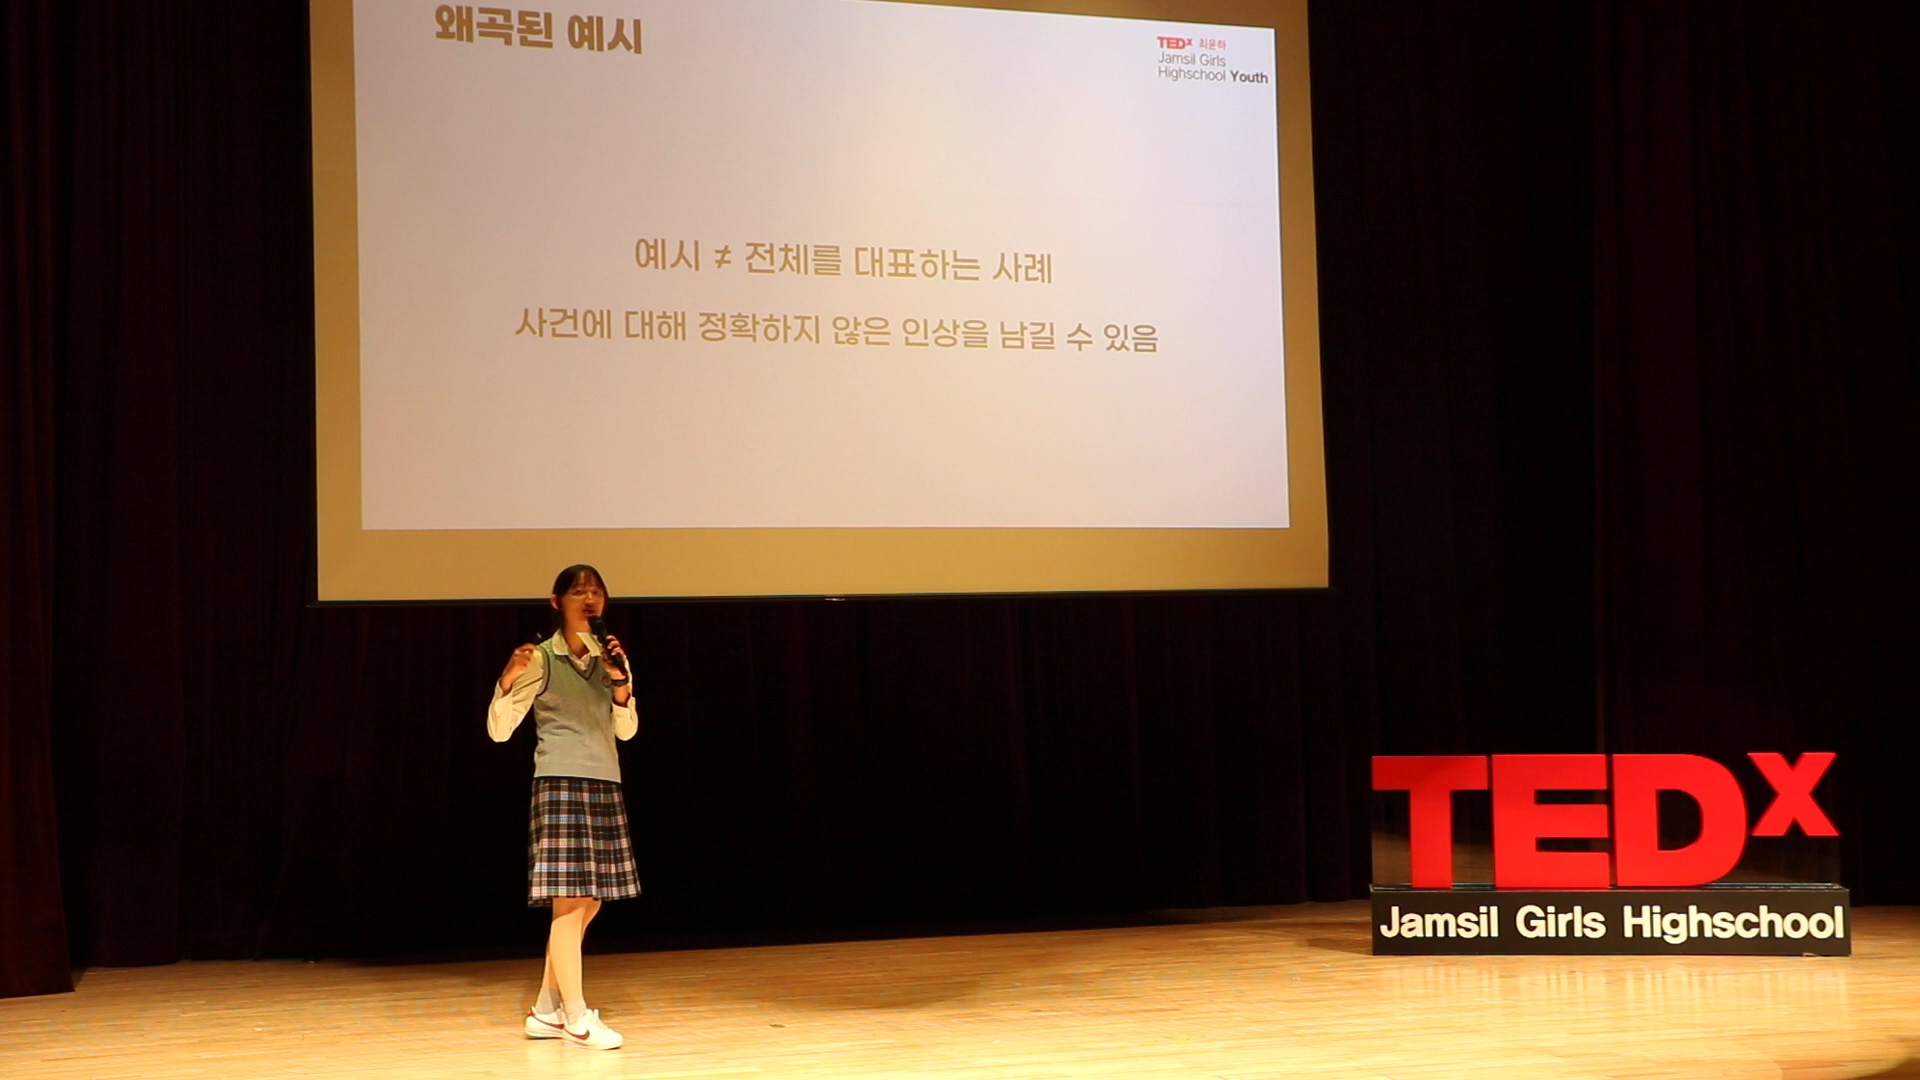 왜곡된 예시
TEDx 최윤하
Jamsil Girls
Highschool Youth
예시 ≠ 전체를 대표하는 사례
사건에 대해 정확하지 않은 인상을 남길 수 있음
TEDx
Jamsil Girls Highschool